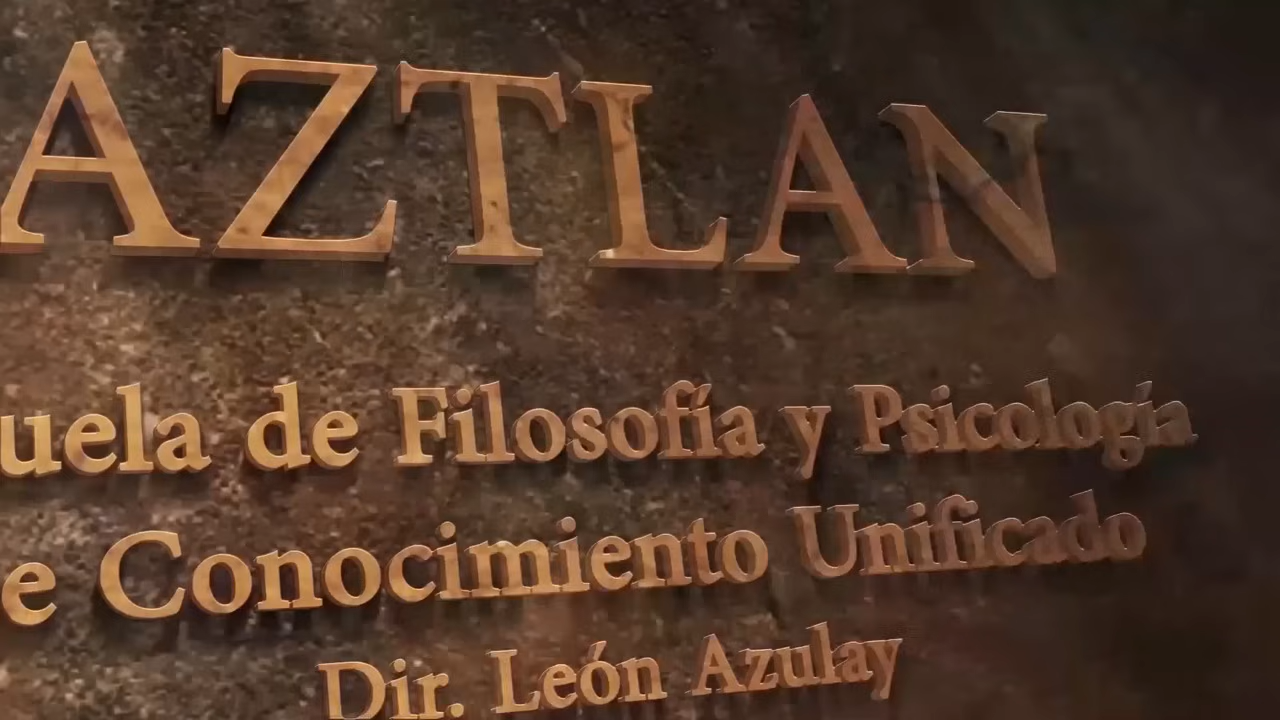 AZTLAN
uela de Filosofía y Psicología
e Conocimiento Unificado
Dir. León Azulay